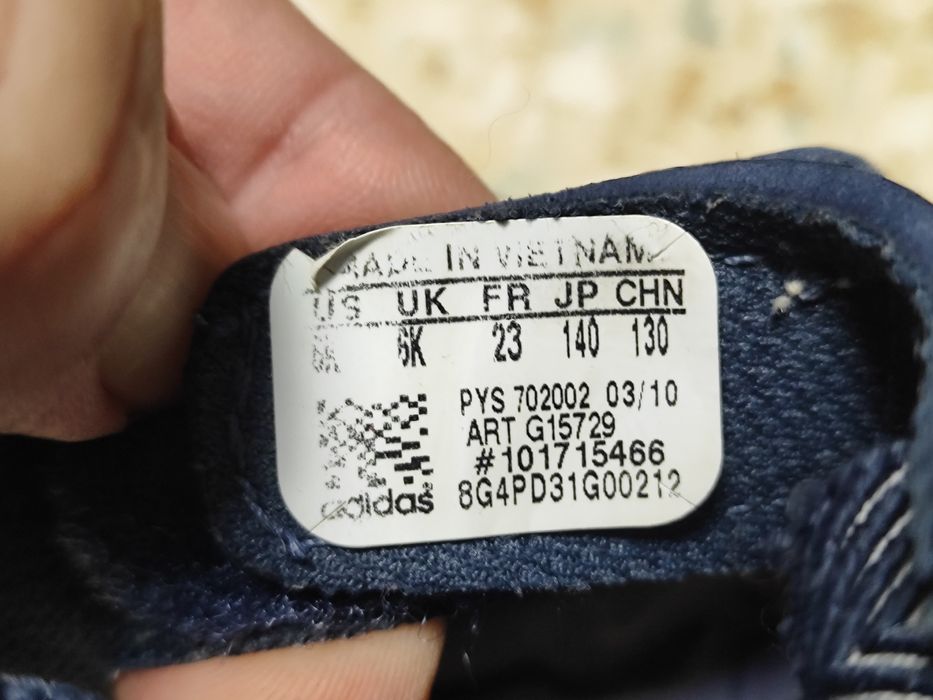 MADE IN VIETNAM
US UK FR JP CHN
6K 23 140 130
PYS 702002 03/10
ART G15729
#101715466
8G4PD31G00212
adidas